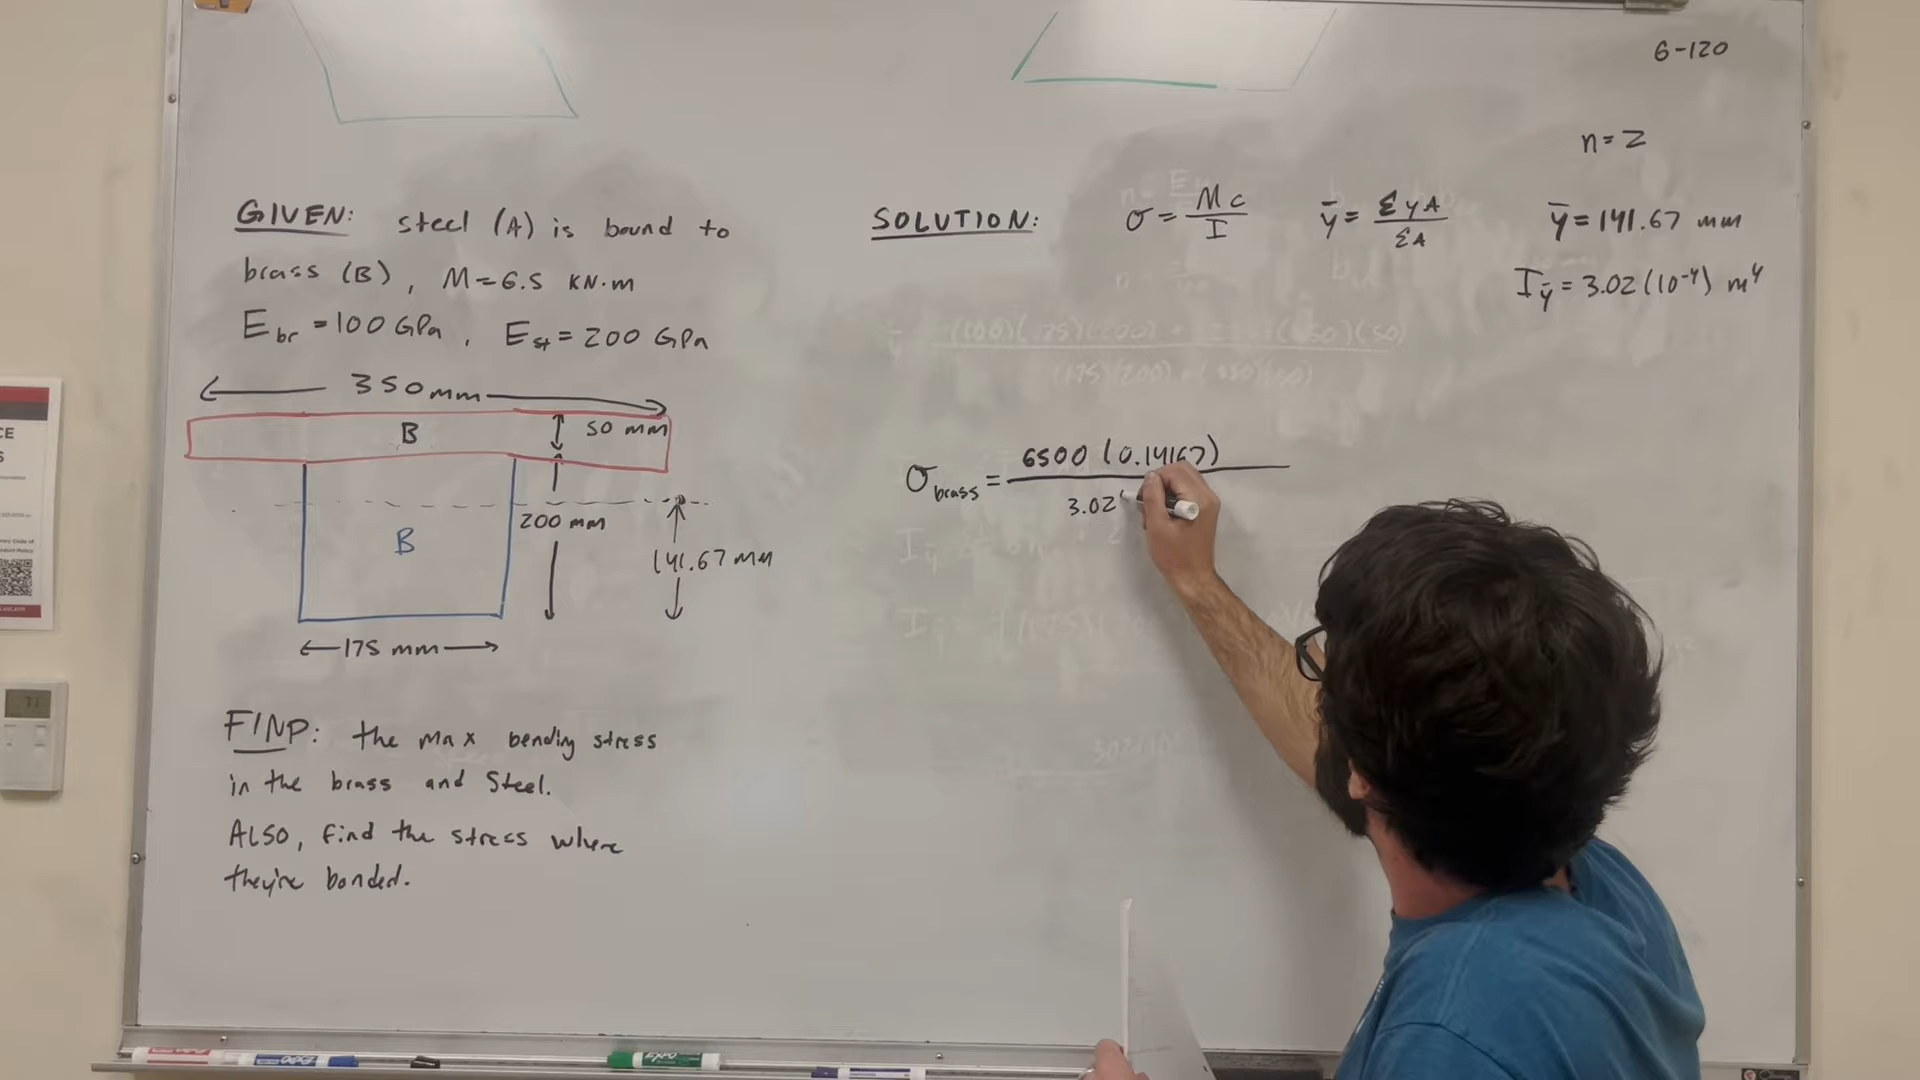 6-120
n=2
GIVEN: steel (A) is bound to
brass (B), M=6.5 KN·m
E_br = 100 GPa, E_st = 200 GPa
350mm
B
50 mm
200 mm
B
141.67 mm
175 mm
FIND: the max bending stress
in the brass and steel.
ALSO, find the stress where
they're bonded.
SOLUTION: σ = Mc/I ȳ = ΣyA/ΣA ȳ = 141.67 mm
I_ȳ = 3.02(10⁻⁴) m⁴
σ_brass = 6500 (0.14167)
3.02